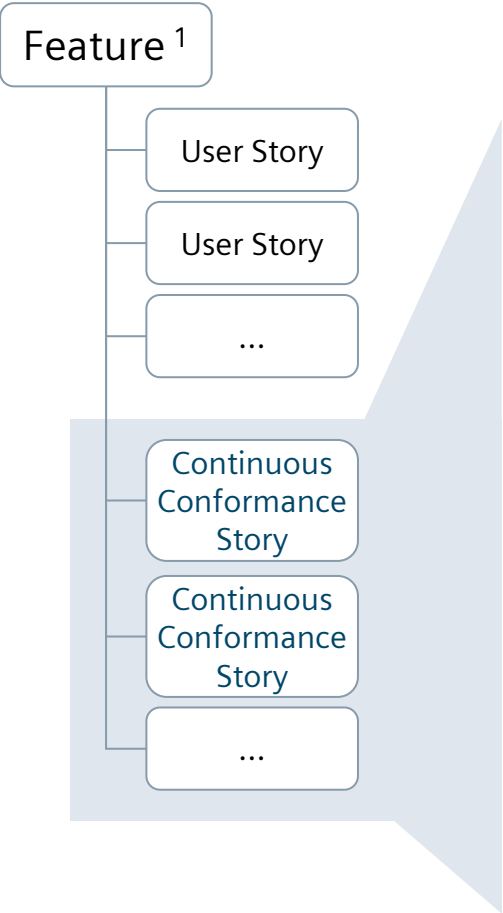 Feature ¹
User Story
User Story
...
Continuous
Conformance
Story
Continuous
Conformance
Story
...